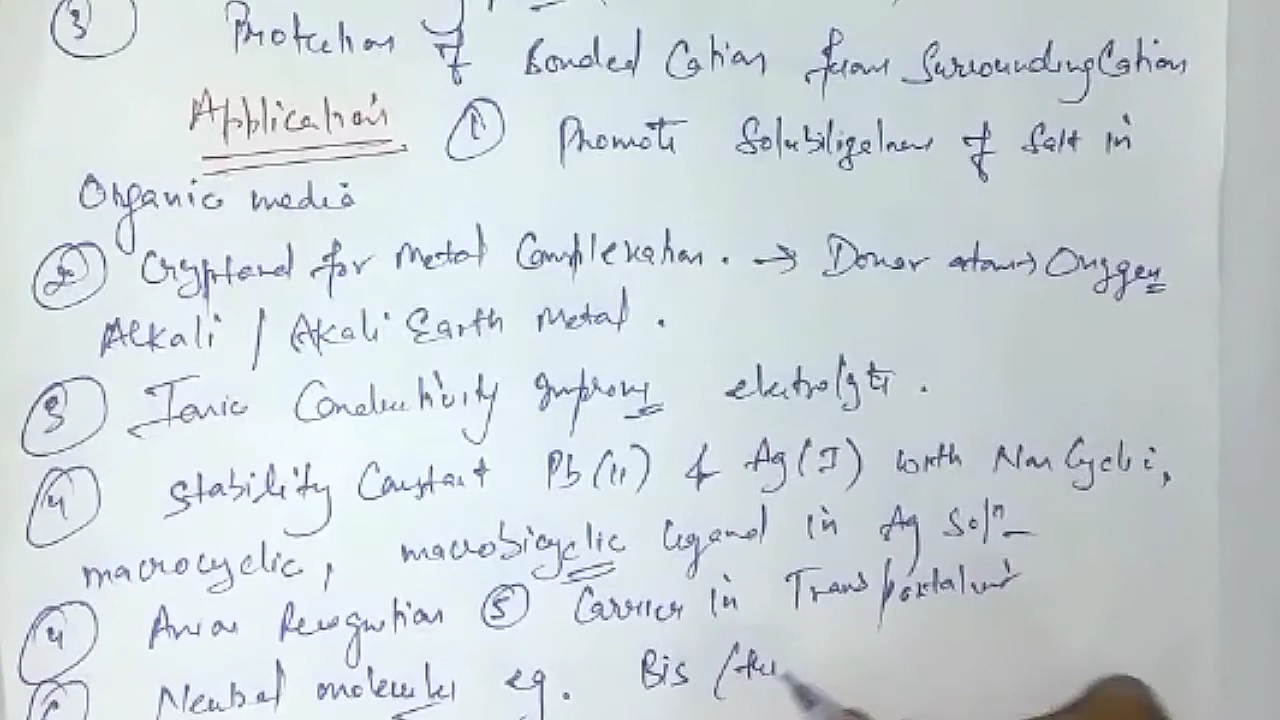 3 Protection of Bonded Cation from Surrounding Cation
Application 1 Promote Solubilization of Salt in
Organic media
2 Cryptand for Metal Complexation. → Donor atom → Oxygen
Alkali / Akali Earth Metal.
3 Ionic Conductivity improve electrolyte.
4 Stability Constant Pb(II) & Ag(I) with Non Cyclic,
macrocyclic, macrobicyclic ligand in Aq Solⁿ
4 Anion Recognition 5 Carrier in
Neutral molecules eg. Bis